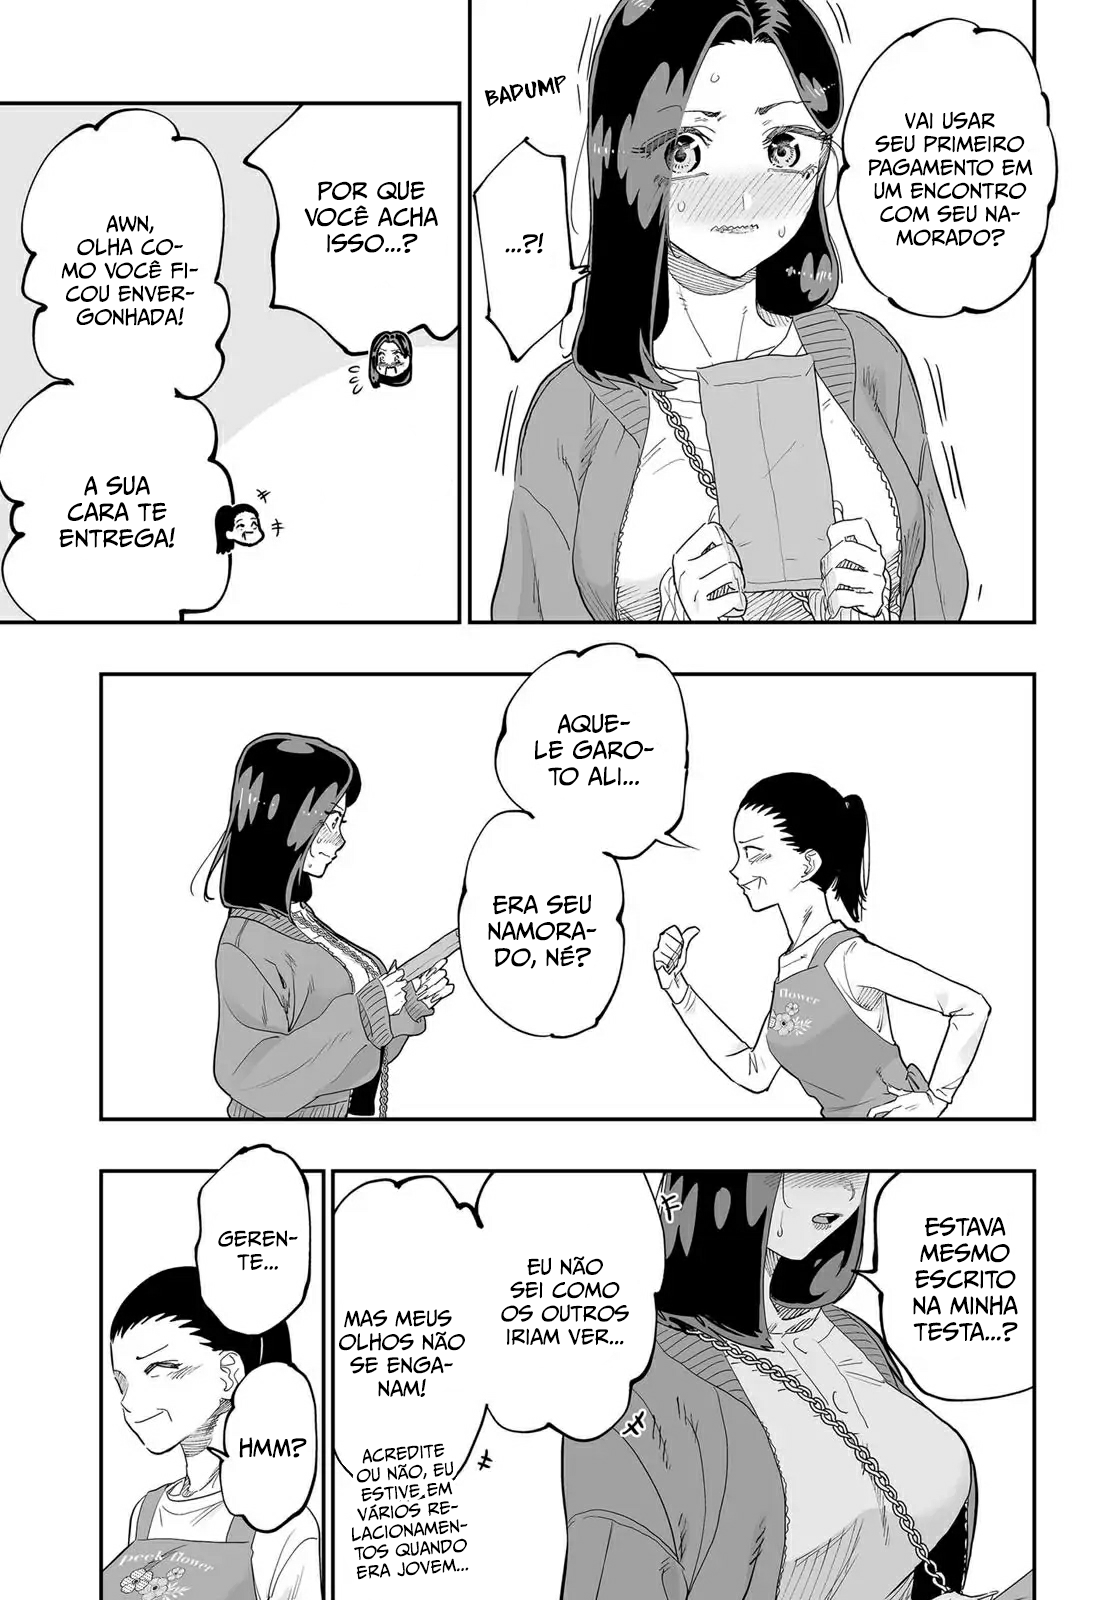 VAI USAR
SEU PRIMEIRO
PAGAMENTO EM
UM ENCONTRO
COM SEU NA-
MORADO?
BADUMP
...?!
POR QUE
VOCÊ ACHA
ISSO...?
AWN,
OLHA CO-
MO VOCÊ FI-
COU ENVER-
GONHADA!
A SUA
CARA TE
ENTREGA!
AQUE-
LE GARO-
TO ALI...
ERA SEU
NAMORA-
DO, NÉ?
flower
ESTAVA
MESMO
ESCRITO
NA MINHA
TESTA...?
EU NÃO
SEI COMO
OS OUTROS
IRIAM VER...
MAS MEUS
OLHOS NÃO
SE ENGA-
NAM!
ACREDITE
OU NÃO, EU
ESTIVE EM
VÁRIOS RE-
LACIONAMEN-
TOS QUANDO
ERA JOVEM...
GEREN-
TE...
HMM?
peek flower